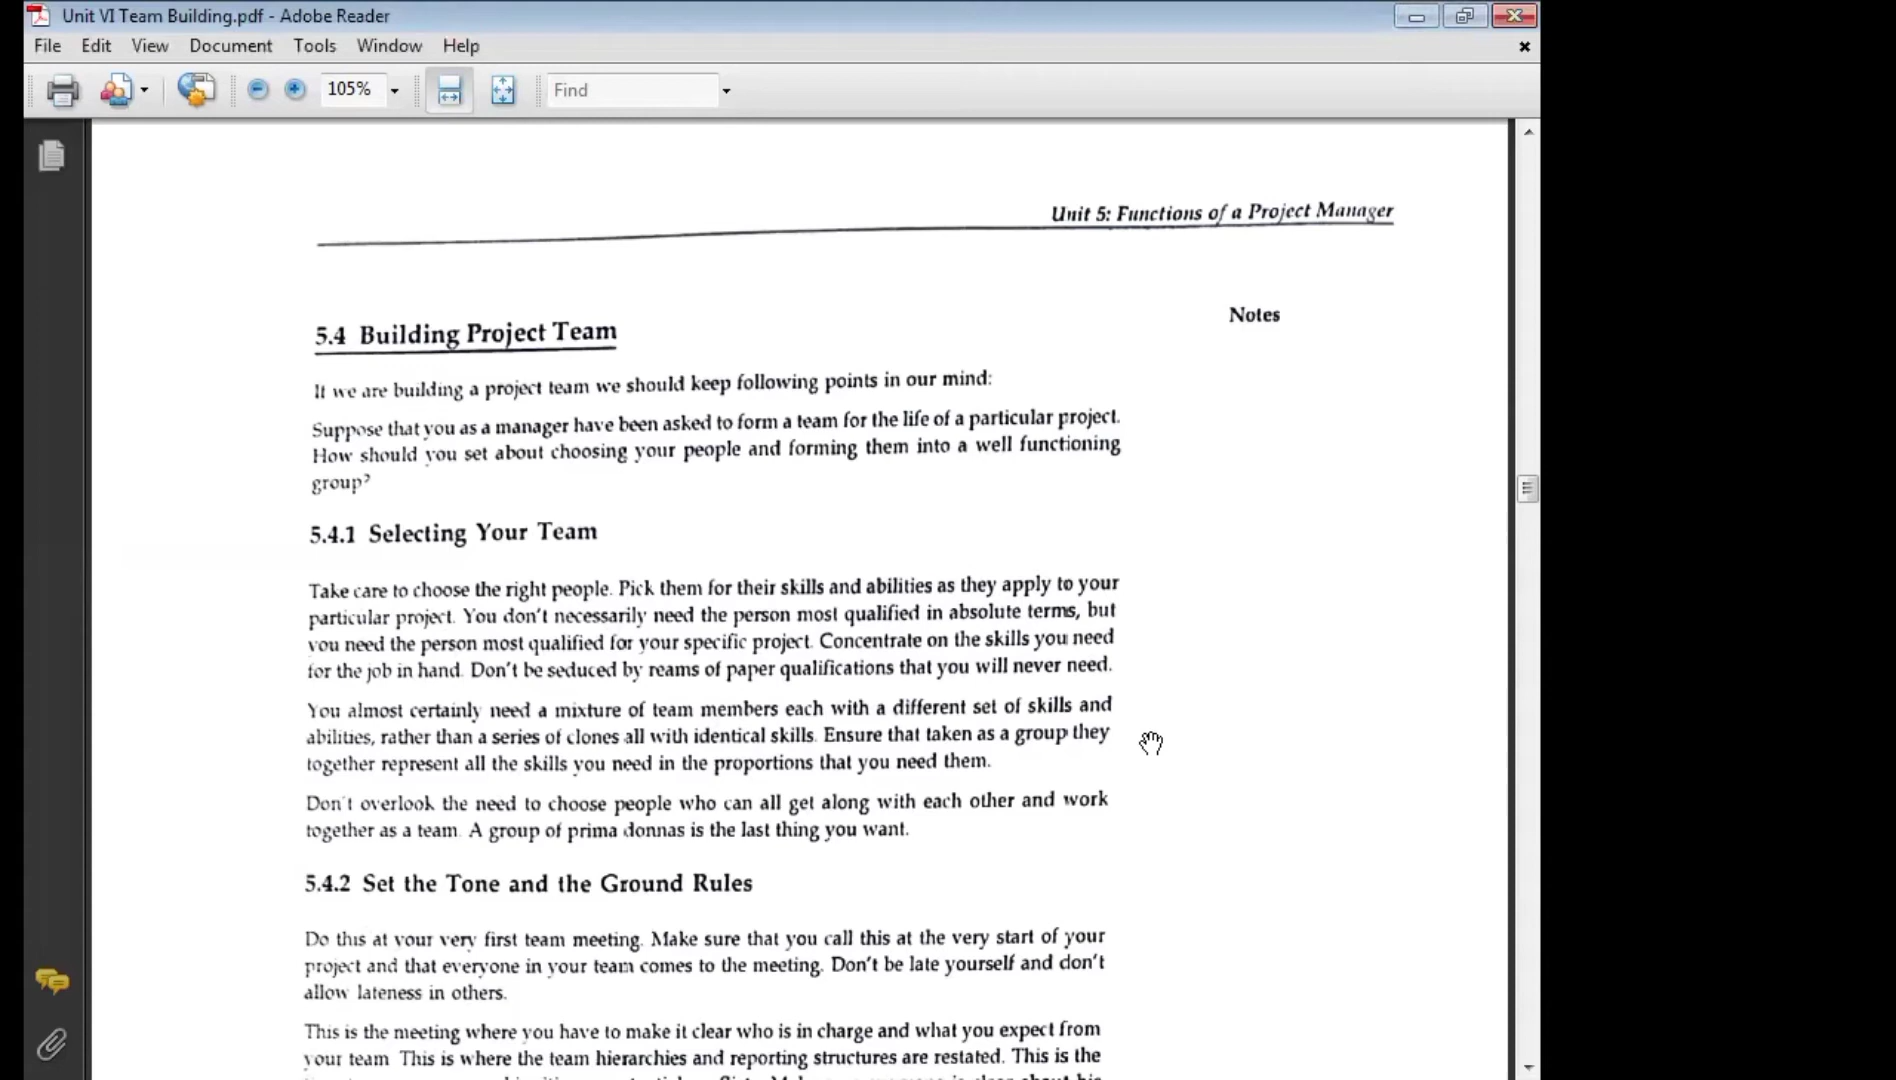 Unit VI Team Building.pdf - Adobe Reader
File Edit View Document Tools Window Help
105% Find
Unit 5: Functions of a Project Manager
Notes
5.4 Building Project Team
If we are building a project team we should keep following points in our mind:
Suppose that you as a manager have been asked to form a team for the life of a particular project.
How should you set about choosing your people and forming them into a well functioning
group?
5.4.1 Selecting Your Team
Take care to choose the right people. Pick them for their skills and abilities as they apply to your
particular project. You don't necessarily need the person most qualified in absolute terms, but
you need the person most qualified for your specific project. Concentrate on the skills you need
for the job in hand. Don't be seduced by reams of paper qualifications that you will never need.
You almost certainly need a mixture of team members each with a different set of skills and
abilities, rather than a series of clones all with identical skills. Ensure that taken as a group they
together represent all the skills you need in the proportions that you need them.
Don't overlook the need to choose people who can all get along with each other and work
together as a team. A group of prima donnas is the last thing you want.
5.4.2 Set the Tone and the Ground Rules
Do this at your very first team meeting. Make sure that you call this at the very start of your
project and that everyone in your team comes to the meeting. Don't be late yourself and don't
allow lateness in others.
This is the meeting where you have to make it clear who is in charge and what you expect from
your team. This is where the team hierarchies and reporting structures are restated. This is the